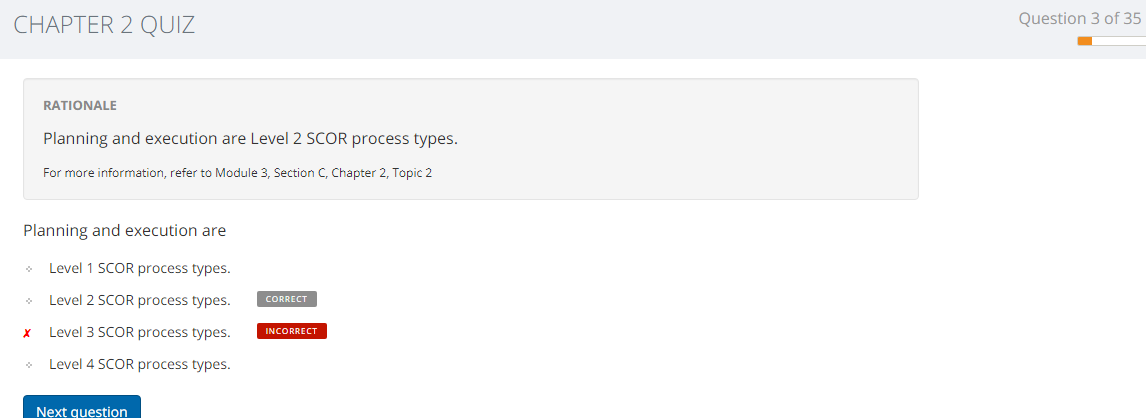 CHAPTER 2 QUIZ
Question 3 of 35
RATIONALE
Planning and execution are Level 2 SCOR process types.
For more information, refer to Module 3, Section C, Chapter 2, Topic 2
Planning and execution are
Level 1 SCOR process types.
Level 2 SCOR process types. CORRECT
✗ Level 3 SCOR process types. INCORRECT
Level 4 SCOR process types.
Next question